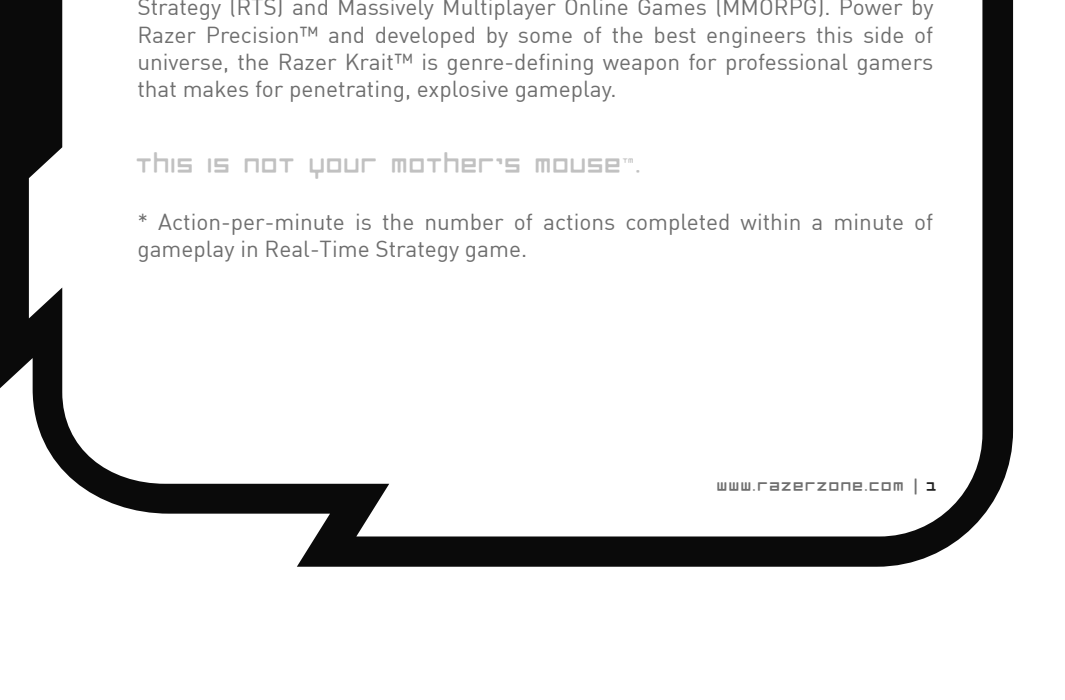 Strategy (RTS) and Massively Multiplayer Online Games (MMORPG). Power by
Razer Precision™ and developed by some of the best engineers this side of
universe, the Razer Krait™ is genre-defining weapon for professional gamers
that makes for penetrating, explosive gameplay.
This is not your mother's mouse™.
* Action-per-minute is the number of actions completed within a minute of
gameplay in Real-Time Strategy game.
www.razerzone.com | 1